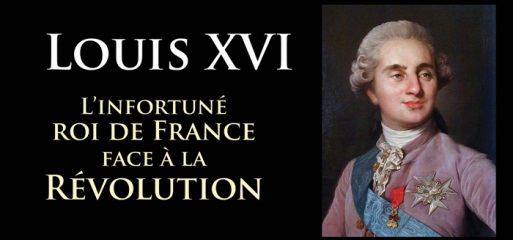 Louis XVI
L'infortuné
roi de France
face à la
Révolution